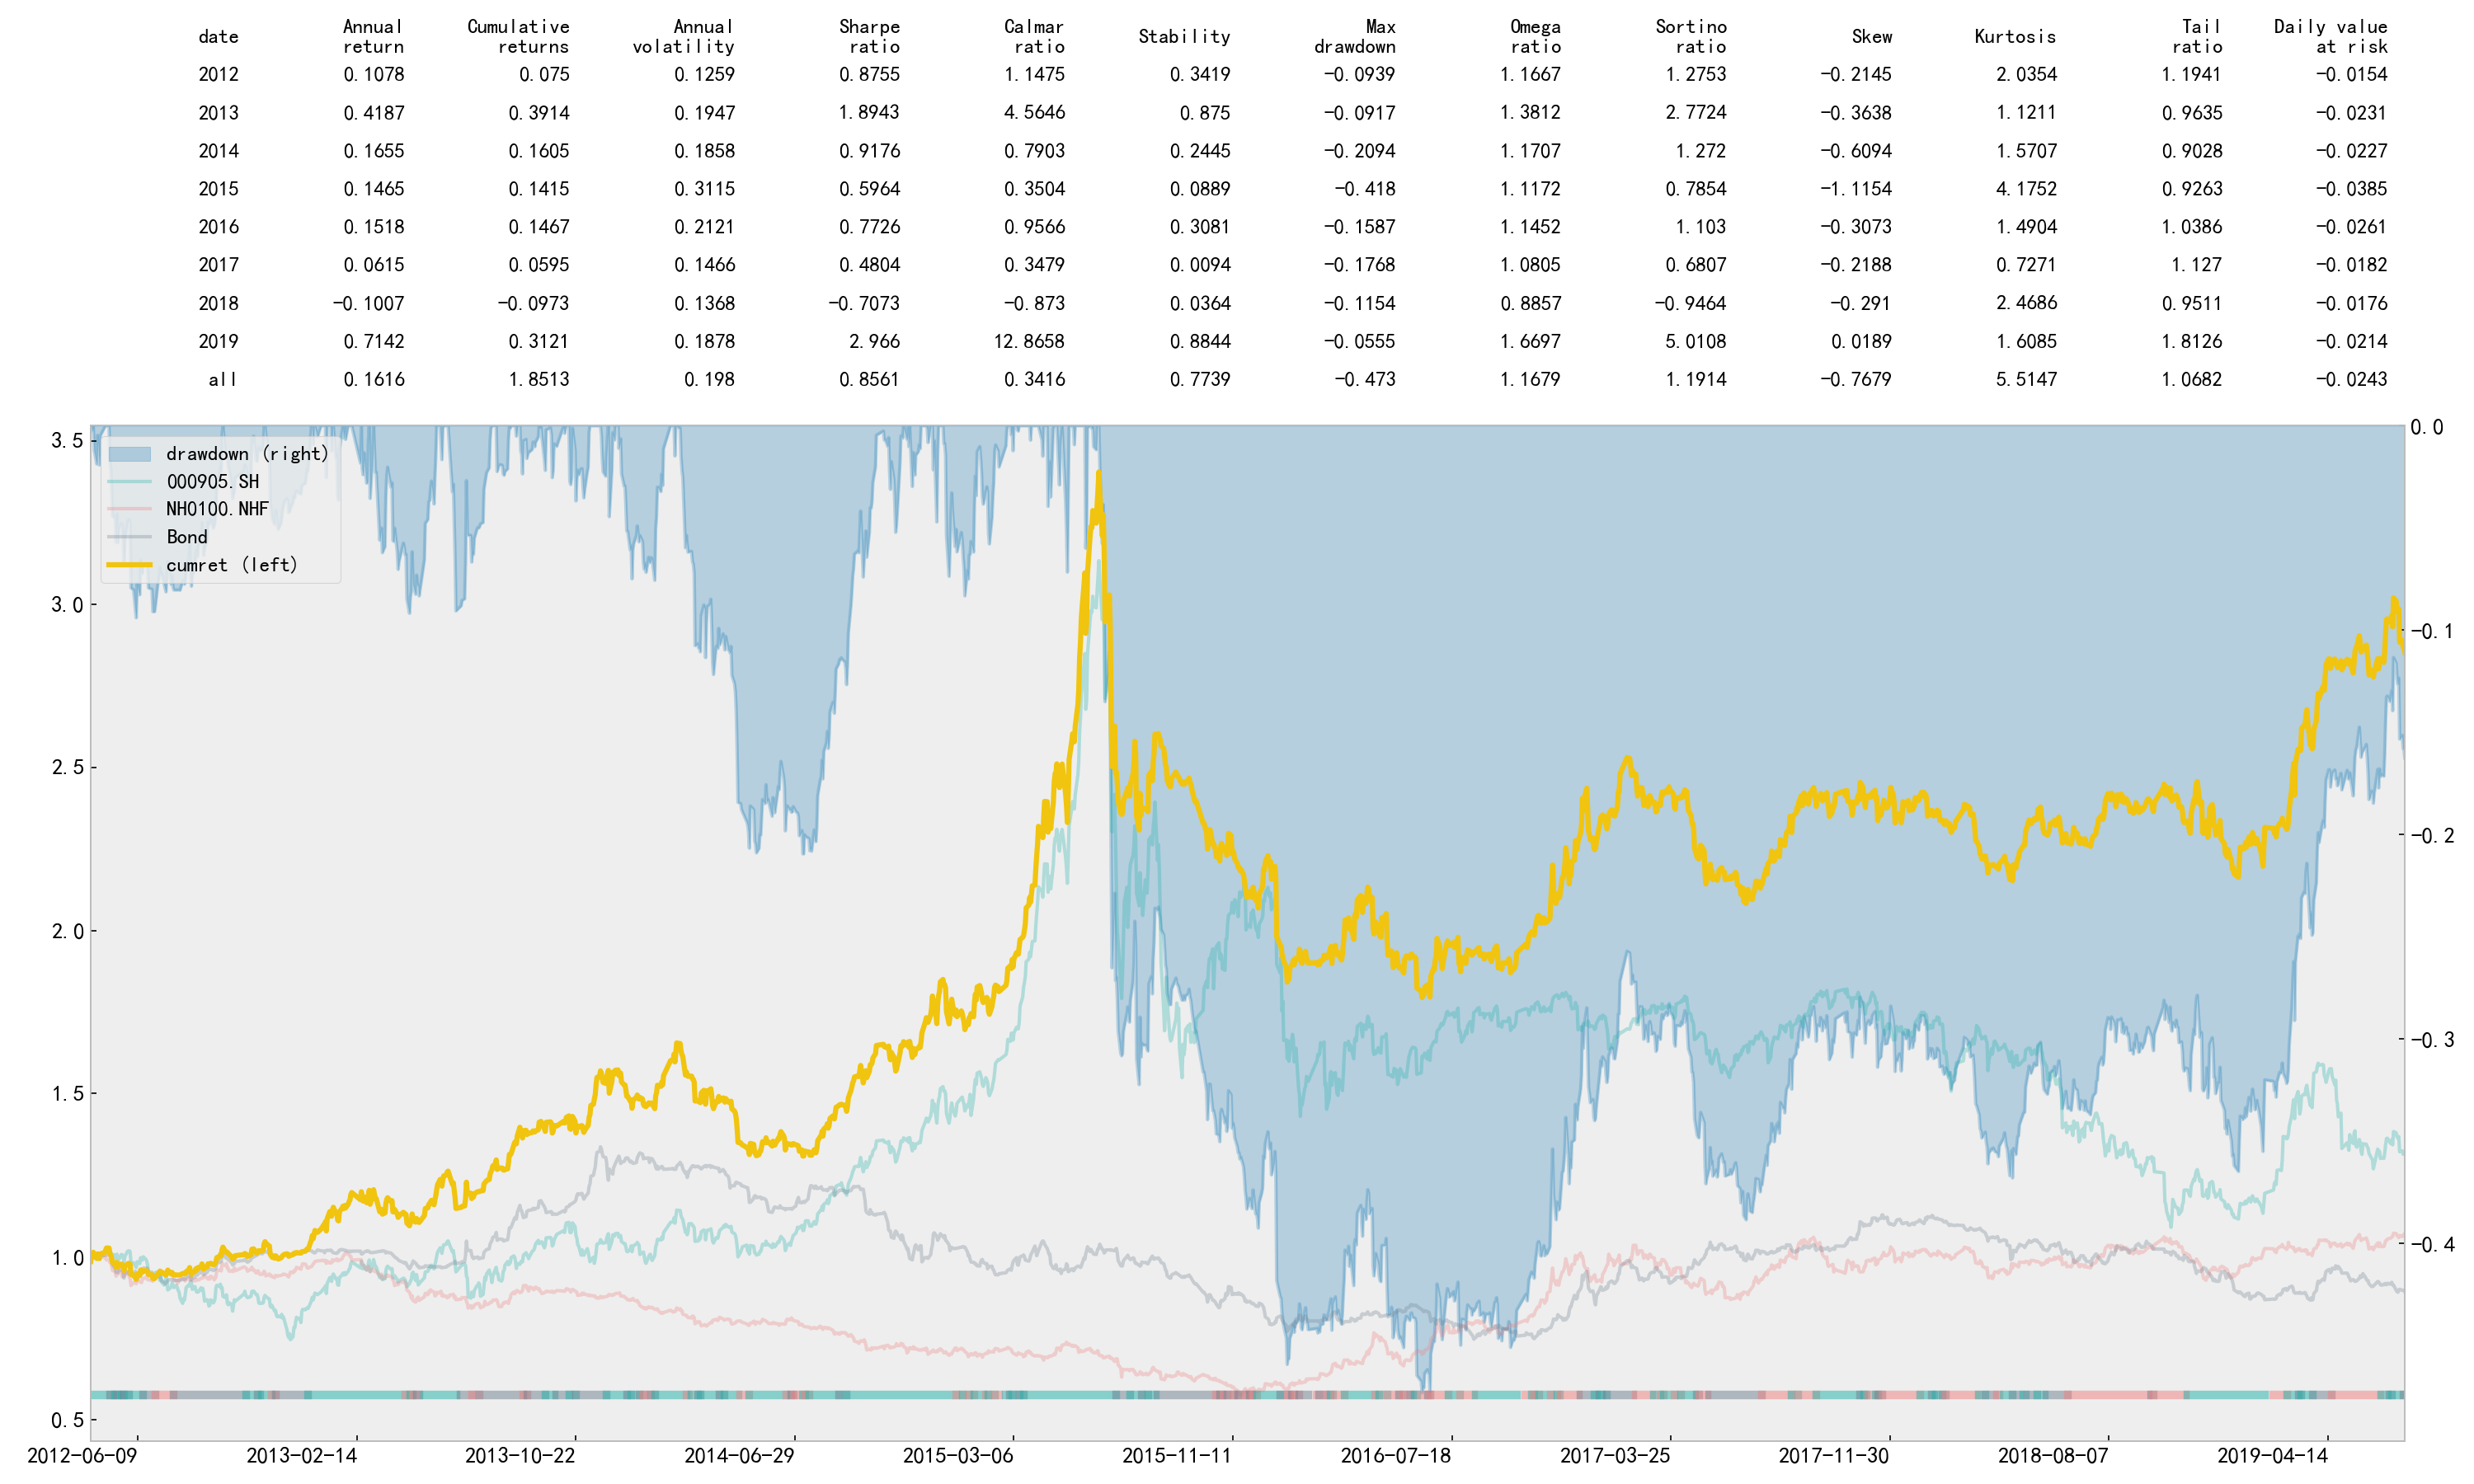 date Annual return Cumulative returns Annual volatility Sharpe ratio Calmar ratio Stability Max drawdown Omega ratio Sortino ratio Skew Kurtosis Tail ratio Daily value at risk
2012 0.1078 0.075 0.1259 0.8755 1.1475 0.3419 -0.0939 1.1667 1.2753 -0.2145 2.0354 1.1941 -0.0154
2013 0.4187 0.3914 0.1947 1.8943 4.5646 0.875 -0.0917 1.3812 2.7724 -0.3638 1.1211 0.9635 -0.0231
2014 0.1655 0.1605 0.1858 0.9176 0.7903 0.2445 -0.2094 1.1707 1.272 -0.6094 1.5707 0.9028 -0.0227
2015 0.1465 0.1415 0.3115 0.5964 0.3504 0.0889 -0.418 1.1172 0.7854 -1.1154 4.1752 0.9263 -0.0385
2016 0.1518 0.1467 0.2121 0.7726 0.9566 0.3081 -0.1587 1.1452 1.103 -0.3073 1.4904 1.0386 -0.0261
2017 0.0615 0.0595 0.1466 0.4804 0.3479 0.0094 -0.1768 1.0805 0.6807 -0.2188 0.7271 1.127 -0.0182
2018 -0.1007 -0.0973 0.1368 -0.7073 -0.873 0.0364 -0.1154 0.8857 -0.9464 -0.291 2.4686 0.9511 -0.0176
2019 0.7142 0.3121 0.1878 2.966 12.8658 0.8844 -0.0555 1.6697 5.0108 0.0189 1.6085 1.8126 -0.0214
all 0.1616 1.8513 0.198 0.8561 0.3416 0.7739 -0.473 1.1679 1.1914 -0.7679 5.5147 1.0682 -0.0243
3.5
3.0
2.5
2.0
1.5
1.0
0.5
drawdown (right)
000905.SH
NH0100.NHF
Bond
cumret (left)
0.0
-0.1
-0.2
-0.3
-0.4
2012-06-09 2013-02-14 2013-10-22 2014-06-29 2015-03-06 2015-11-11 2016-07-18 2017-03-25 2017-11-30 2018-08-07 2019-04-14